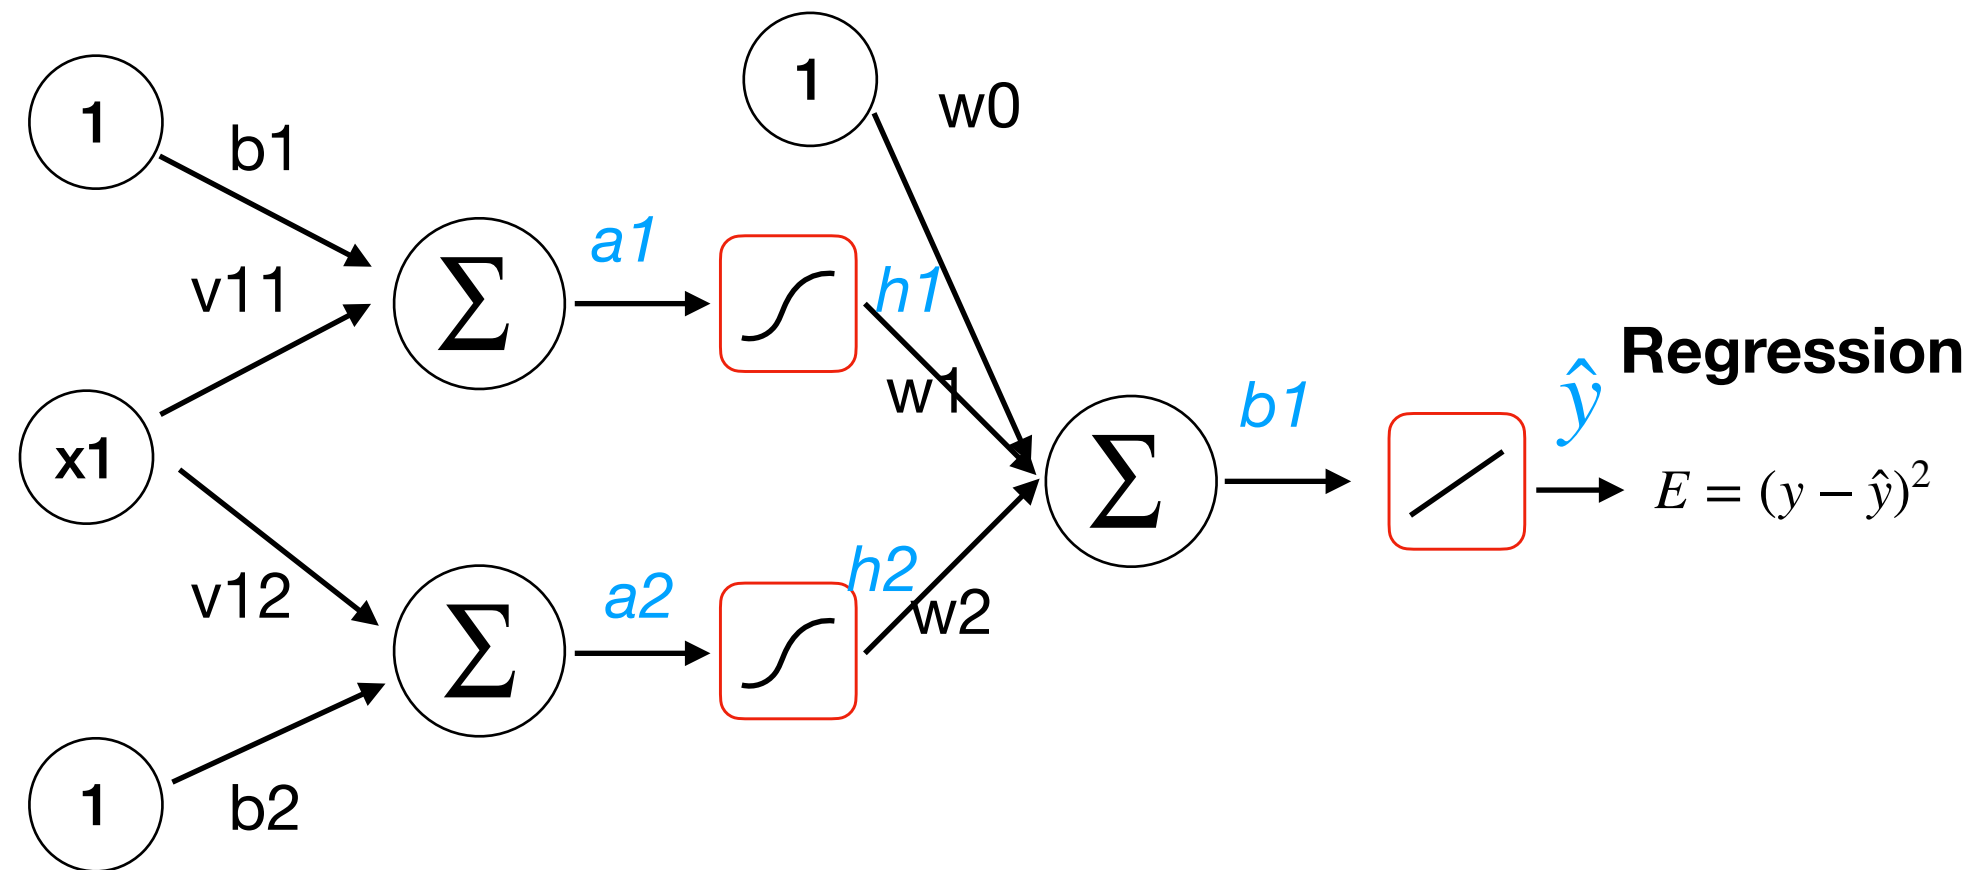 1
b1
v11
x1
v12
1
b2
Σ
a1
h1
Σ
a2
h2
1
w0
w1
w2
Σ
b1
ŷ
Regression
E = (y − ŷ)²